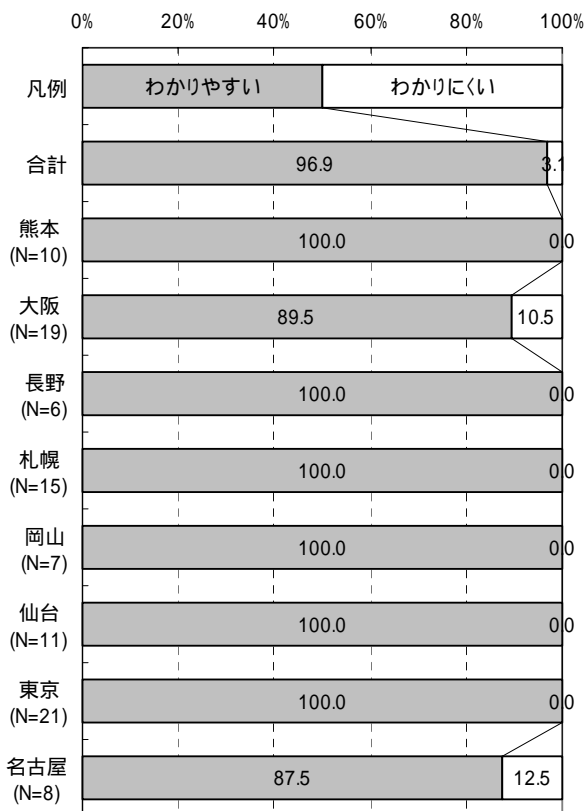 0% 20% 40% 60% 80% 100%
凡例 わかりやすい わかりにくい
合計 96.9 3.1
熊本 100.0 0.0
(N=10)
大阪 89.5 10.5
(N=19)
長野 100.0 0.0
(N=6)
札幌 100.0 0.0
(N=15)
岡山 100.0 0.0
(N=7)
仙台 100.0 0.0
(N=11)
東京 100.0 0.0
(N=21)
名古屋 87.5 12.5
(N=8)